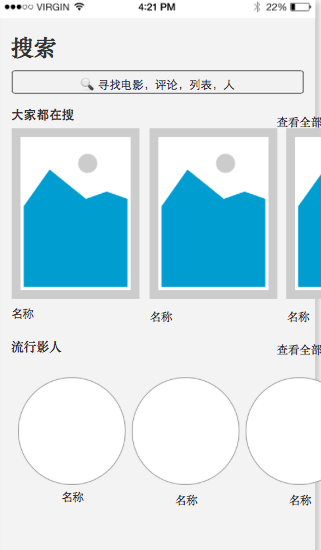 VIRGIN 4:21 PM 22%
搜索
🔍 寻找电影，评论，列表，人
大家都在搜 查看全部
名称 名称 名称
流行影人 查看全部
名称 名称 名称